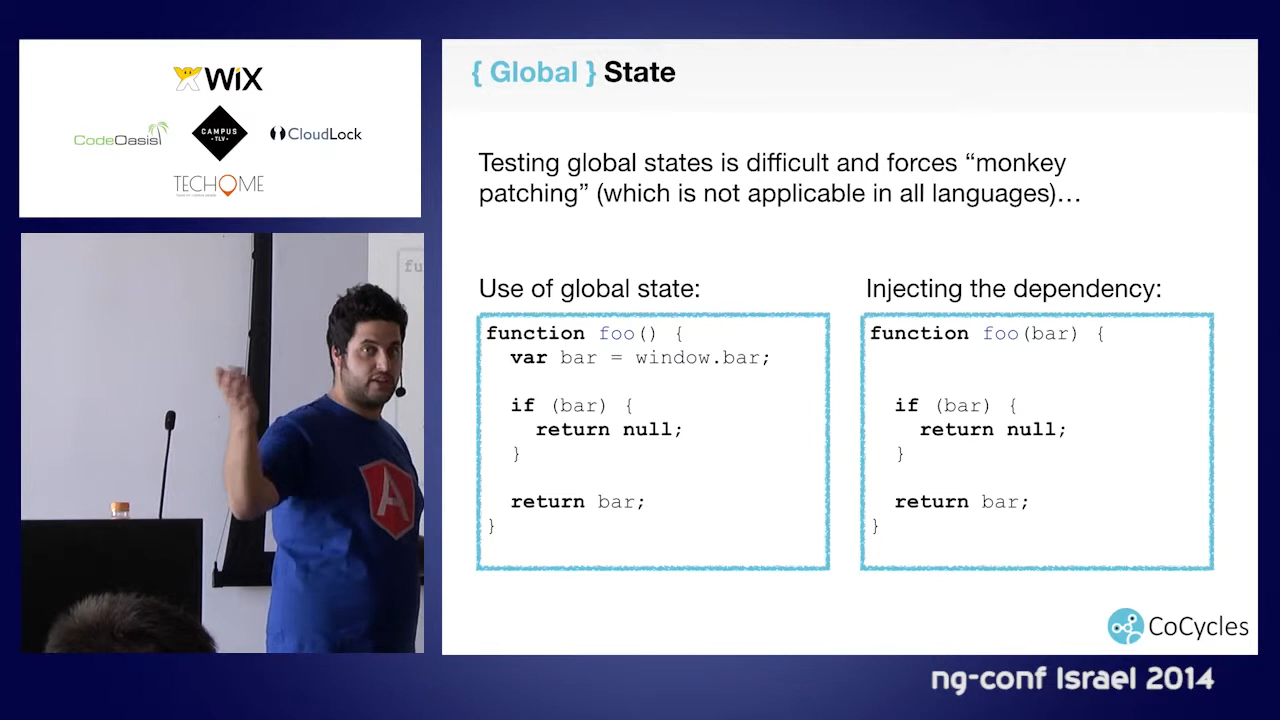 WiX
CodeOasis
CAMPUS
TLV
CloudLock
TECHOME
{ Global } State
Testing global states is difficult and forces “monkey
patching” (which is not applicable in all languages)…
Use of global state:
function foo() {
var bar = window.bar;
if (bar) {
return null;
}
return bar;
}
Injecting the dependency:
function foo(bar) {
if (bar) {
return null;
}
return bar;
}
fu
A
CoCycles
ng-conf Israel 2014